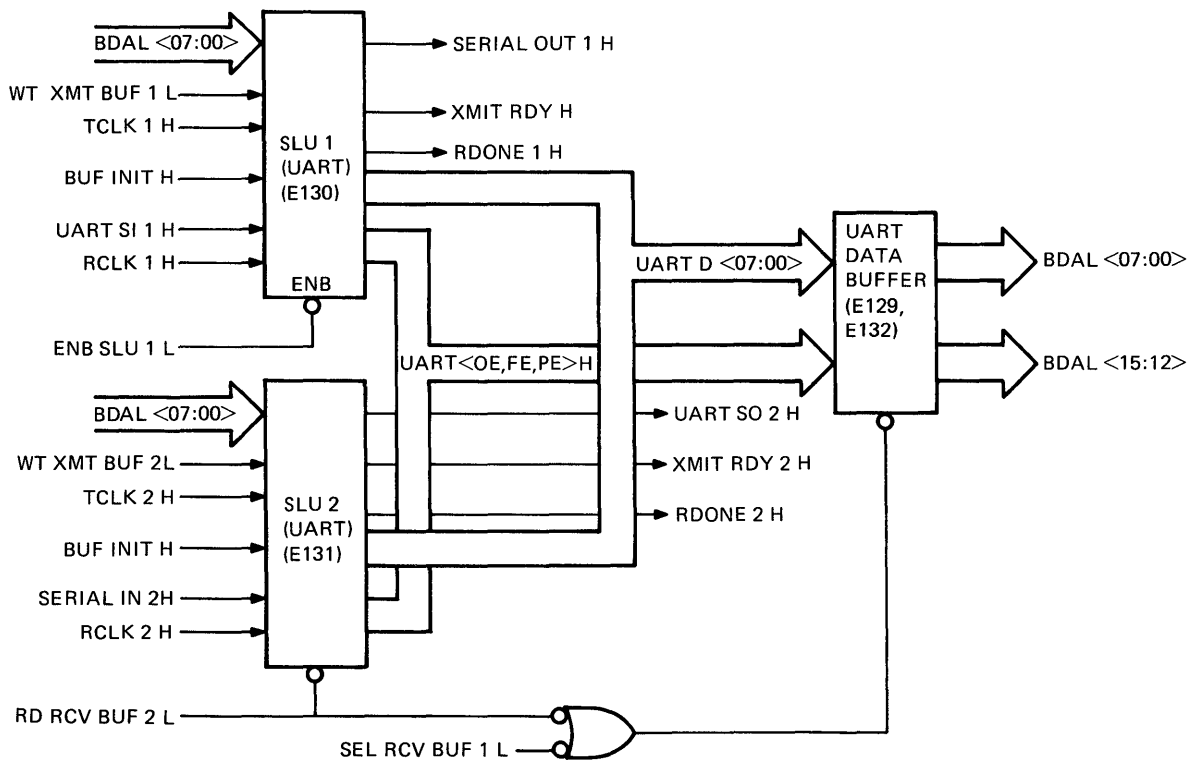 BDAL <07:00>
WT XMT BUF 1 L
TCLK 1 H
BUF INIT H
UART SI 1 H
RCLK 1 H
ENB SLU 1 L
SLU 1
(UART)
(E130)
ENB
SERIAL OUT 1 H
XMIT RDY H
RDONE 1 H
UART D <07:00>
UART<OE,FE,PE>H
UART
DATA
BUFFER
(E129,
E132)
BDAL <07:00>
BDAL <15:12>
BDAL <07:00>
WT XMT BUF 2L
TCLK 2 H
BUF INIT H
SERIAL IN 2H
RCLK 2 H
SLU 2
(UART)
(E131)
UART SO 2 H
XMIT RDY 2 H
RDONE 2 H
RD RCV BUF 2 L
SEL RCV BUF 1 L